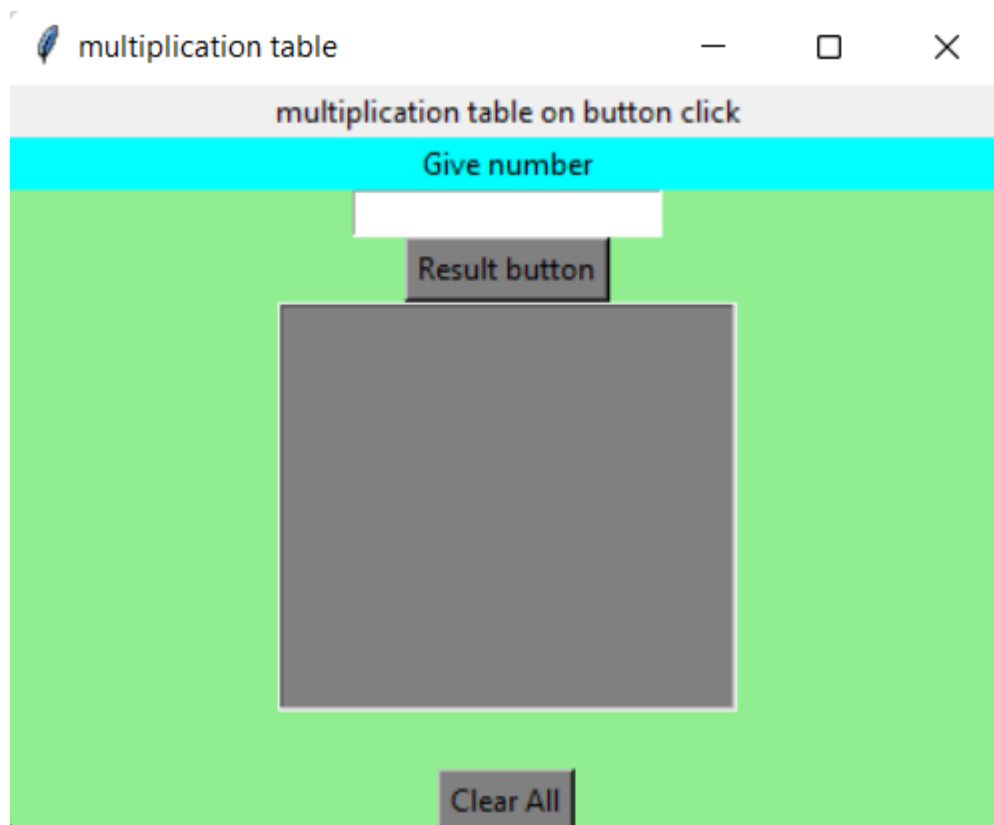 multiplication table
multiplication table on button click
Give number
Result button
Clear All